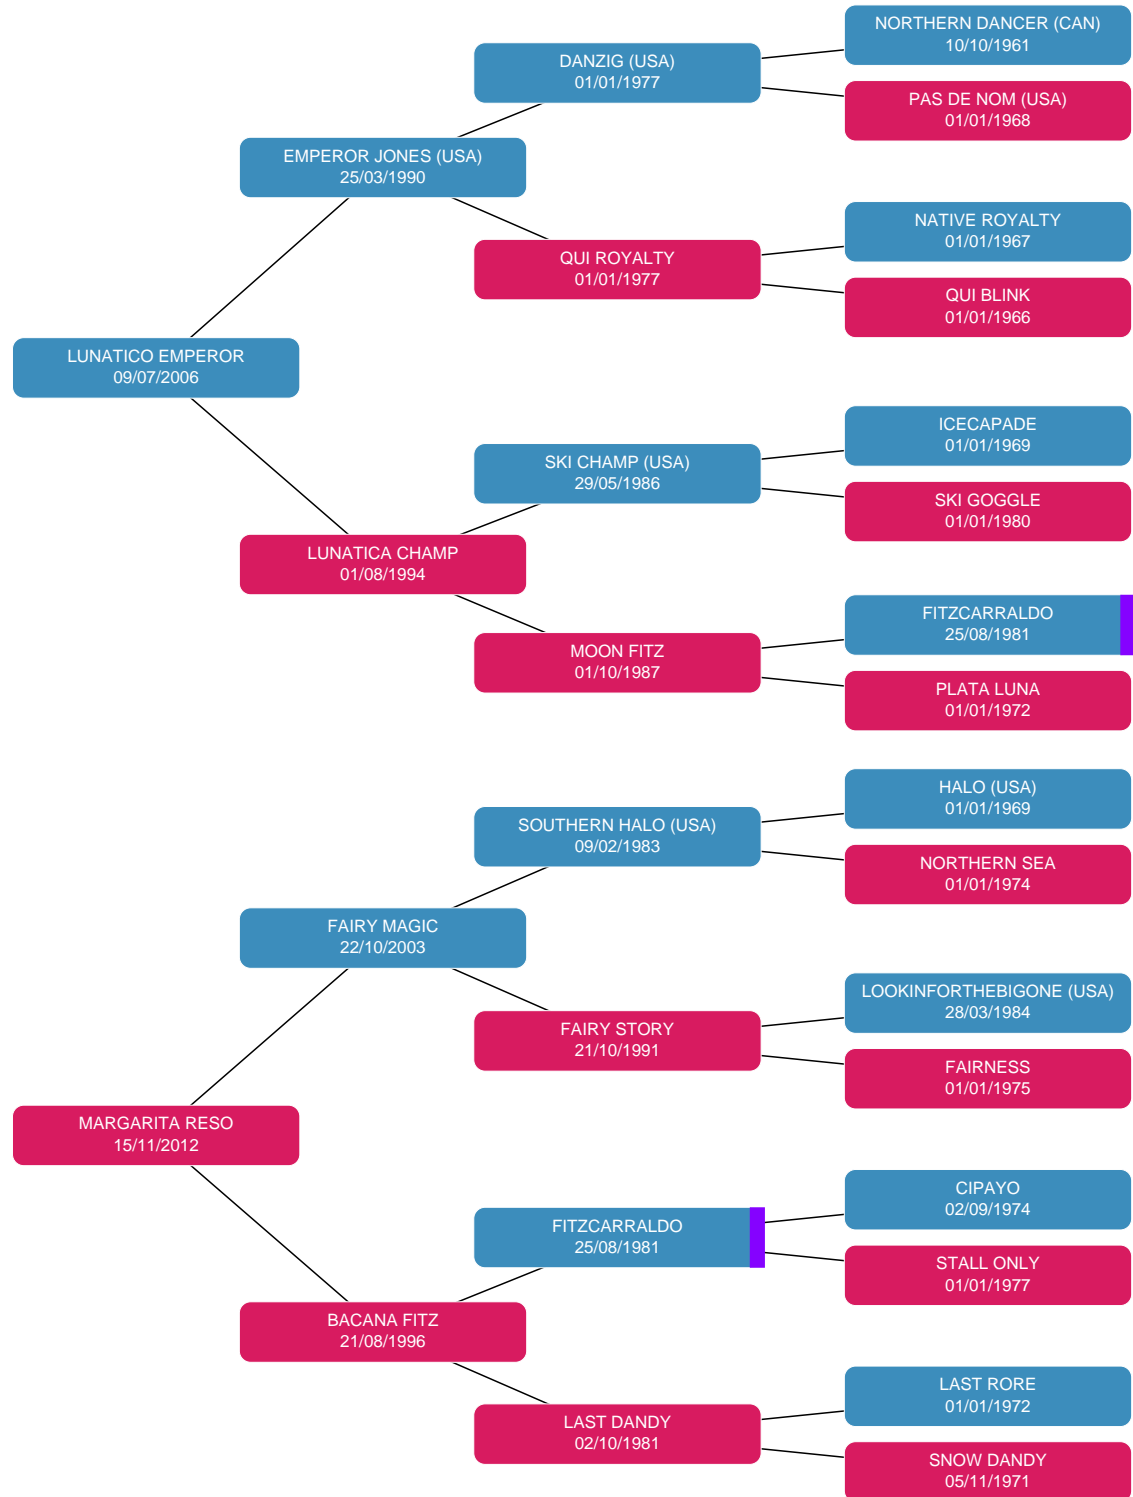 NORTHERN DANCER (CAN)
10/10/1961
DANZIG (USA)
01/01/1977
PAS DE NOM (USA)
01/01/1968
EMPEROR JONES (USA)
25/03/1990
NATIVE ROYALTY
01/01/1967
QUI ROYALTY
01/01/1977
QUI BLINK
01/01/1966
LUNATICO EMPEROR
09/07/2006
ICECAPADE
01/01/1969
SKI CHAMP (USA)
29/05/1986
SKI GOGGLE
01/01/1980
LUNATICA CHAMP
01/08/1994
FITZCARRALDO
25/08/1981
MOON FITZ
01/10/1987
PLATA LUNA
01/01/1972
HALO (USA)
01/01/1969
SOUTHERN HALO (USA)
09/02/1983
NORTHERN SEA
01/01/1974
FAIRY MAGIC
22/10/2003
LOOKINFORTHEBIGONE (USA)
28/03/1984
FAIRY STORY
21/10/1991
FAIRNESS
01/01/1975
MARGARITA RESO
15/11/2012
CIPAYO
02/09/1974
FITZCARRALDO
25/08/1981
STALL ONLY
01/01/1977
BACANA FITZ
21/08/1996
LAST RORE
01/01/1972
LAST DANDY
02/10/1981
SNOW DANDY
05/11/1971